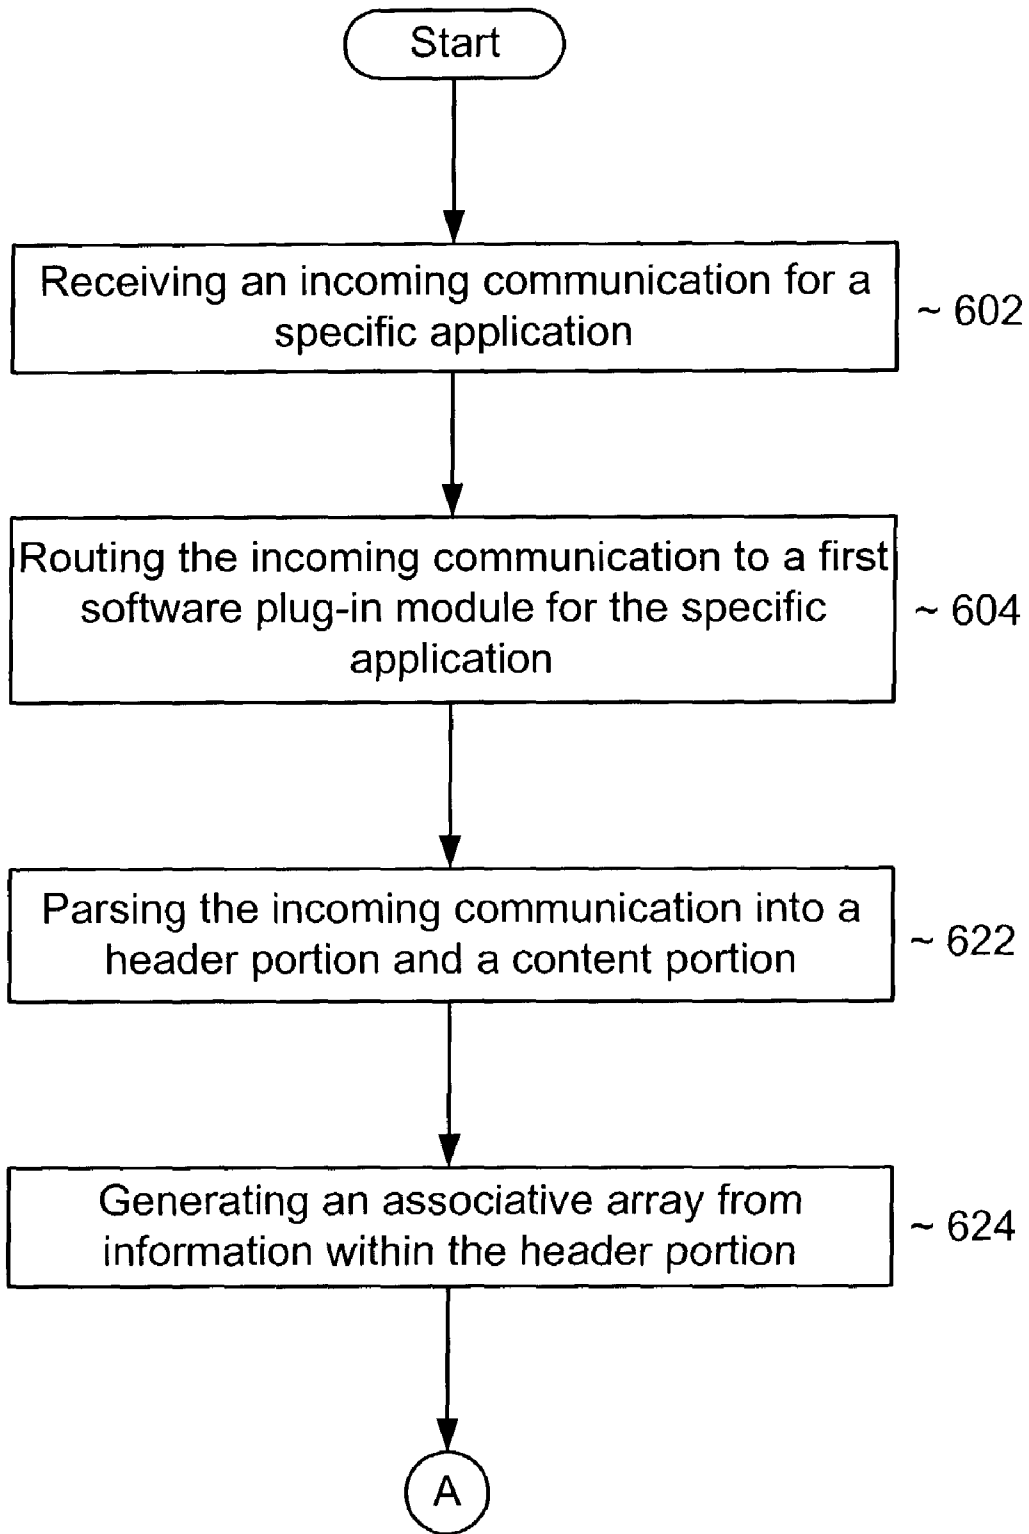 Start
Receiving an incoming communication for a
specific application
~ 602
Routing the incoming communication to a first
software plug-in module for the specific
application
~ 604
Parsing the incoming communication into a
header portion and a content portion
~ 622
Generating an associative array from
information within the header portion
~ 624
A